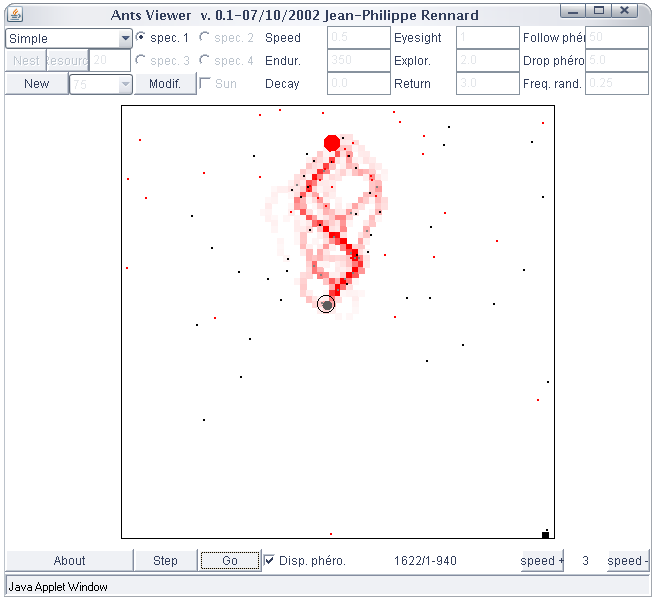 Ants Viewer v. 0.1-07/10/2002 Jean-Philippe Rennard
Simple spec. 1 spec. 2 Speed 0.5 Eyesight 1 Follow phér 50
Nest Resourc 20 spec. 3 spec. 4 Endur. 350 Explor. 2.0 Drop phéro 5.0
New 75 Modif. Sun Decay 0.0 Return 3.0 Freq. rand. 0.25
About Step Go Disp. phéro. 1622/1-940 speed + 3 speed -
Java Applet Window